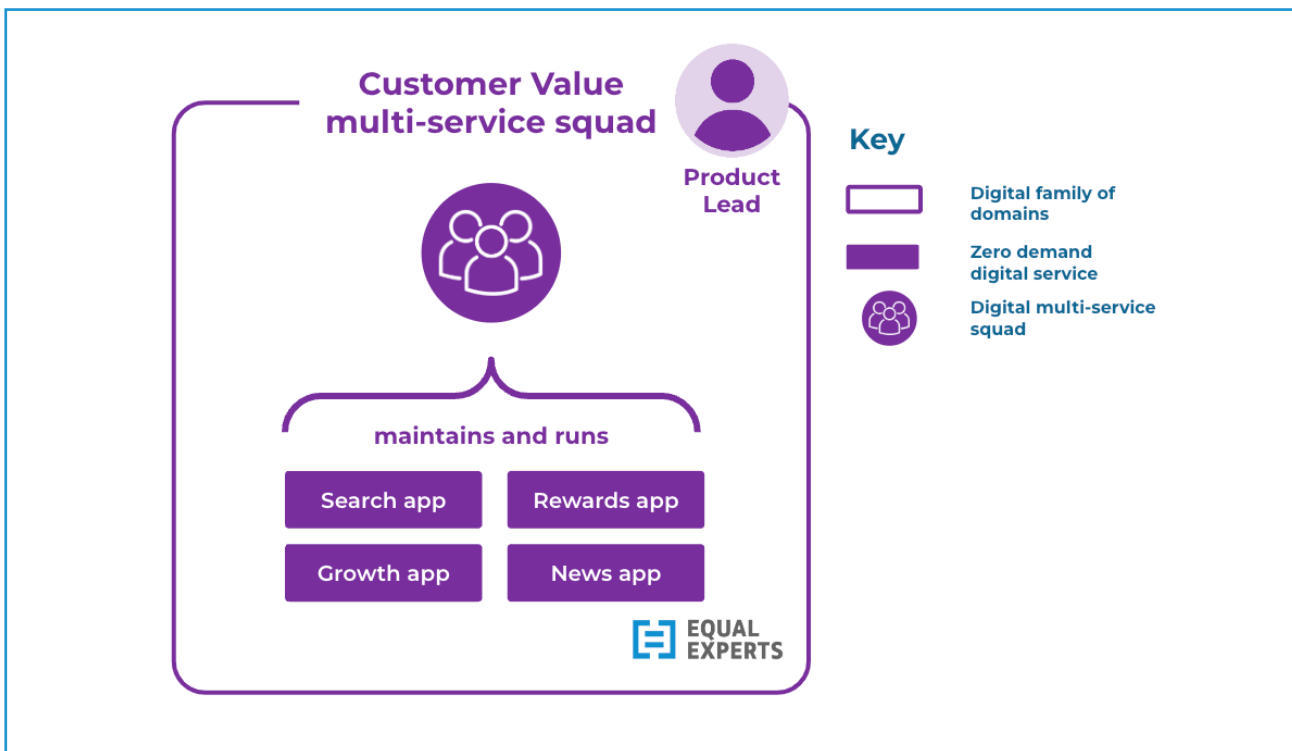 Customer Value
multi-service squad
Product
Lead
maintains and runs
Search app
Rewards app
Growth app
News app
EQUAL
EXPERTS
Key
Digital family of
domains
Zero demand
digital service
Digital multi-service
squad